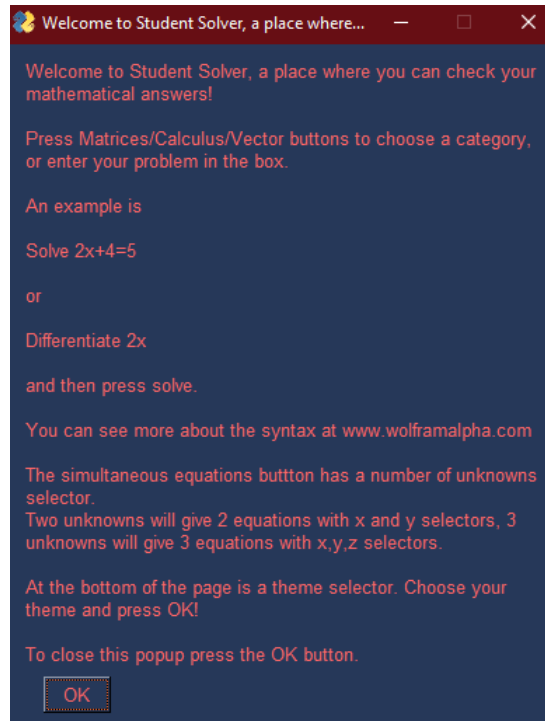 Welcome to Student Solver, a place where...
Welcome to Student Solver, a place where you can check your
mathematical answers!
Press Matrices/Calculus/Vector buttons to choose a category,
or enter your problem in the box.
An example is
Solve 2x+4=5
or
Differentiate 2x
and then press solve.
You can see more about the syntax at www.wolframalpha.com
The simultaneous equations buttton has a number of unknowns
selector.
Two unknowns will give 2 equations with x and y selectors, 3
unknowns will give 3 equations with x,y,z selectors.
At the bottom of the page is a theme selector. Choose your
theme and press OK!
To close this popup press the OK button.
OK